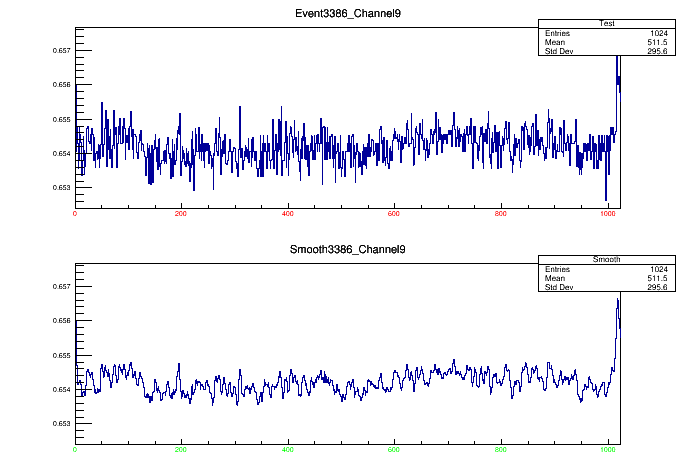 Event3386_Channel9
Test
Entries 1024
Mean 511.5
Std Dev 295.6
0.657
0.656
0.655
0.654
0.653
0 200 400 600 800 1000
Smooth3386_Channel9
Smooth
Entries 1024
Mean 511.5
Std Dev 295.6
0.657
0.656
0.655
0.654
0.653
0 200 400 600 800 1000